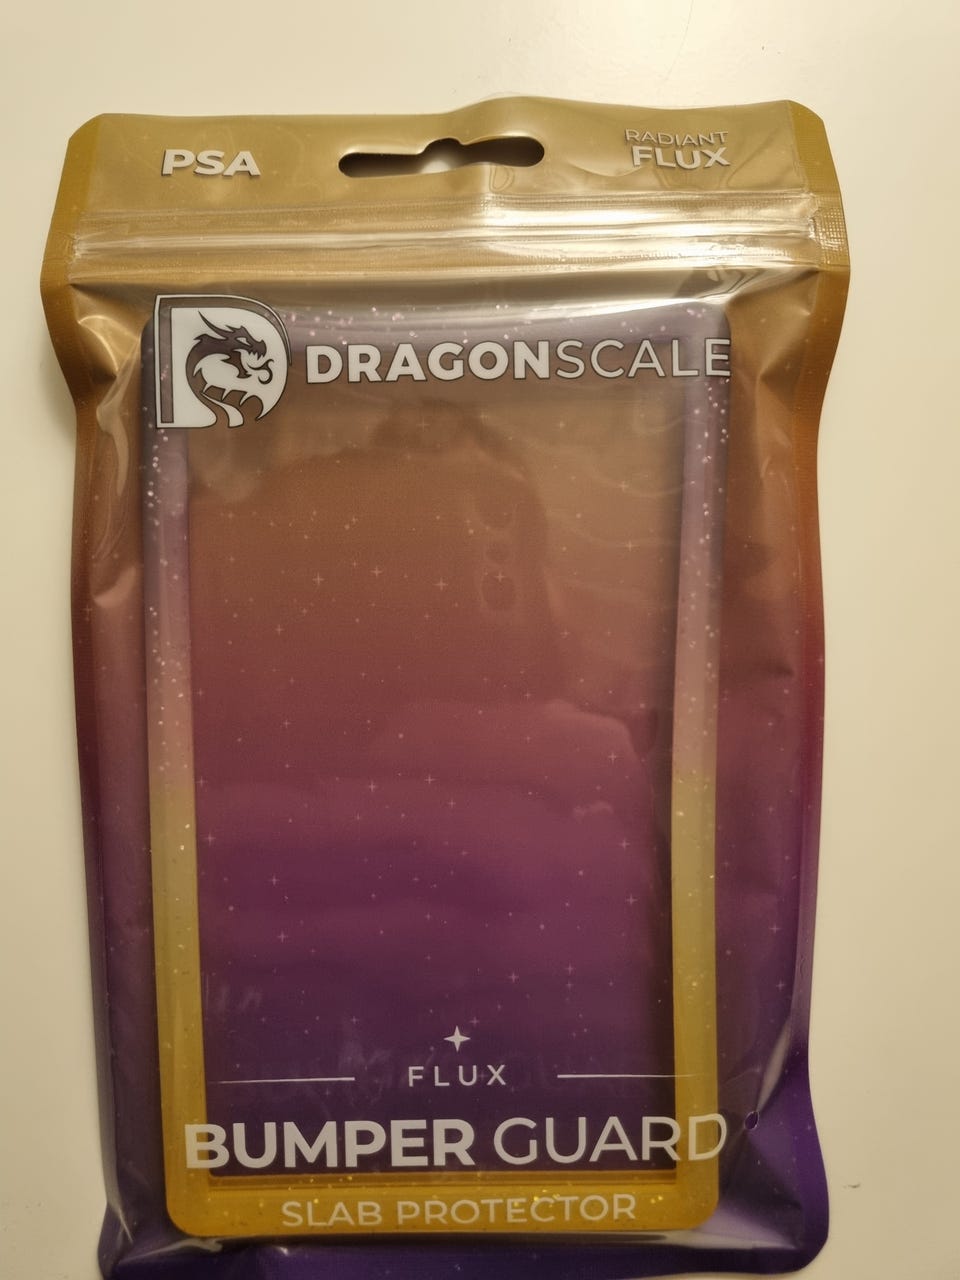 PSA
RADIANT
FLUX
DRAGONSCALE
FLUX
BUMPER GUARD
SLAB PROTECTOR